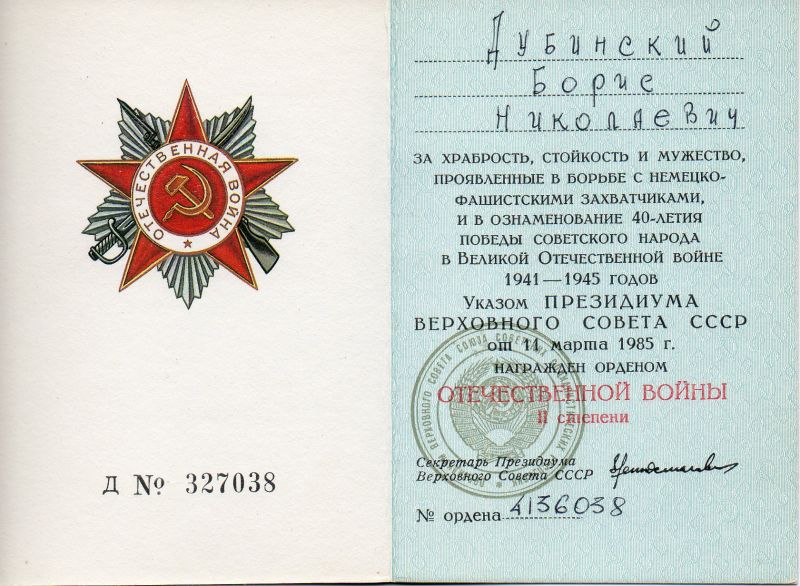 ОТЕЧЕСТВЕННАЯ ВОЙНА
Д № 327038
Дубинский
Борис
Николаевич
ЗА ХРАБРОСТЬ, СТОЙКОСТЬ И МУЖЕСТВО,
ПРОЯВЛЕННЫЕ В БОРЬБЕ С НЕМЕЦКО-
ФАШИСТСКИМИ ЗАХВАТЧИКАМИ,
И В ОЗНАМЕНОВАНИЕ 40-ЛЕТИЯ
ПОБЕДЫ СОВЕТСКОГО НАРОДА
В ВЕЛИКОЙ ОТЕЧЕСТВЕННОЙ ВОЙНЕ
1941—1945 ГОДОВ
УКАЗОМ ПРЕЗИДИУМА
ВЕРХОВНОГО СОВЕТА СССР
от 11 марта 1985 г.
НАГРАЖДЕН ОРДЕНОМ
ОТЕЧЕСТВЕННОЙ ВОЙНЫ
II степени
Секретарь Президиума
Верховного Совета СССР
№ ордена 4136038